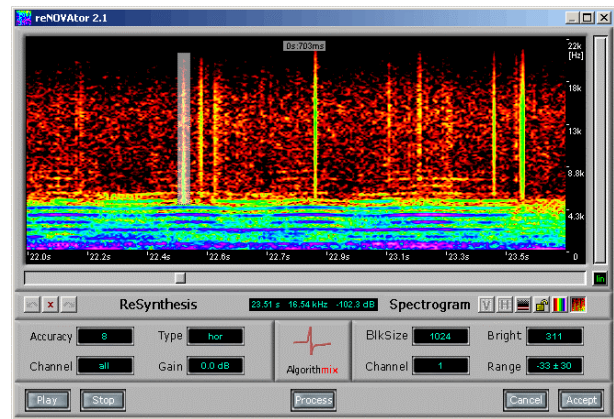 reNOVAtor 2.1
0s:703ms
22k
[Hz]
18k
13k
8.8k
4.3k
0
22.0s 22.2s 22.4s 22.6s 22.7s 22.9s 23.1s 23.3s 23.5s
lin
x ReSynthesis 23.51 s 16.54 kHz -102.3 dB Spectrogram V H
Accuracy 8 Type hor BlkSize 1024 Bright 311
Channel all Gain 0.0 dB Algorithmix Channel 1 Range -33 ± 30
Play Stop Process Cancel Accept